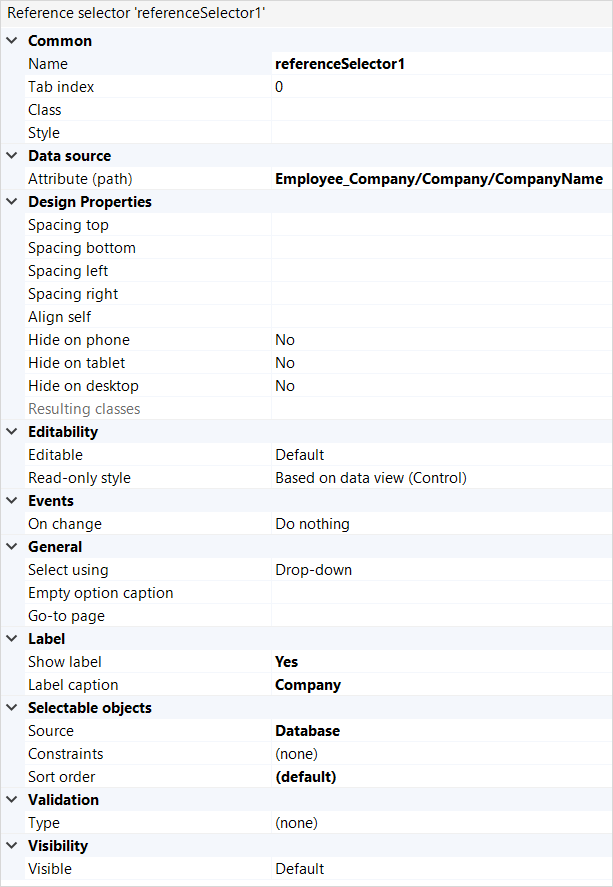 Reference selector 'referenceSelector1'
Common
Name referenceSelector1
Tab index 0
Class
Style
Data source
Attribute (path) Employee_Company/Company/CompanyName
Design Properties
Spacing top
Spacing bottom
Spacing left
Spacing right
Align self
Hide on phone No
Hide on tablet No
Hide on desktop No
Resulting classes
Editability
Editable Default
Read-only style Based on data view (Control)
Events
On change Do nothing
General
Select using Drop-down
Empty option caption
Go-to page
Label
Show label Yes
Label caption Company
Selectable objects
Source Database
Constraints (none)
Sort order (default)
Validation
Type (none)
Visibility
Visible Default